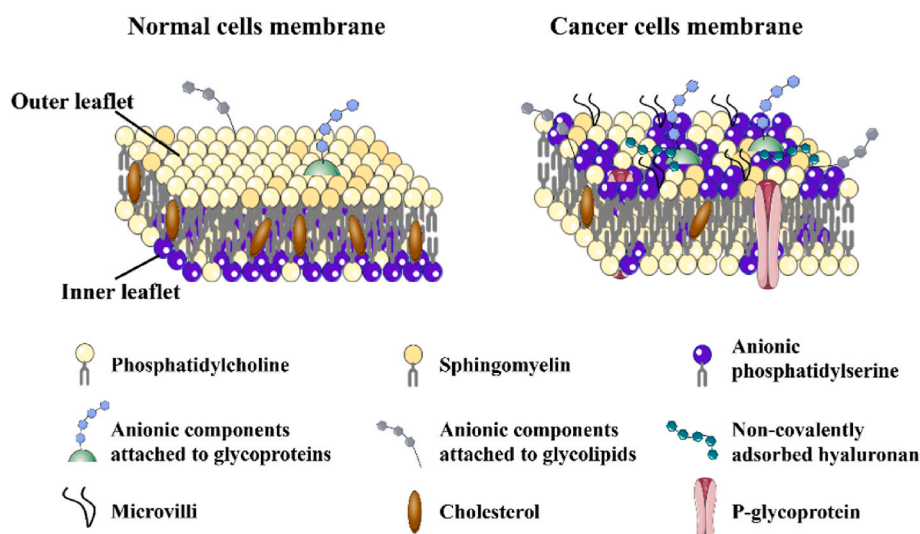 Normal cells membrane
Cancer cells membrane
Outer leaflet
Inner leaflet
Phosphatidylcholine
Sphingomyelin
Anionic
phosphatidylserine
Anionic components
attached to glycoproteins
Anionic components
attached to glycolipids
Non-covalently
adsorbed hyaluronan
Microvilli
Cholesterol
P-glycoprotein